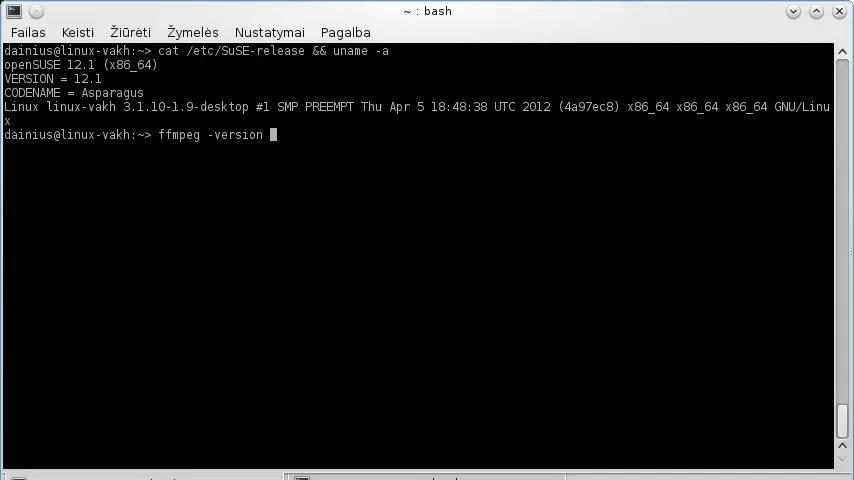 ~ : bash
Failas Keisti Žiūrėti Žymelės Nustatymai Pagalba
dainius@linux-vakh:~> cat /etc/SuSE-release && uname -a
openSUSE 12.1 (x86_64)
VERSION = 12.1
CODENAME = Asparagus
Linux linux-vakh 3.1.10-1.9-desktop #1 SMP PREEMPT Thu Apr 5 18:48:38 UTC 2012 (4a97ec8) x86_64 x86_64 x86_64 GNU/Linu
x
dainius@linux-vakh:~> ffmpeg -version